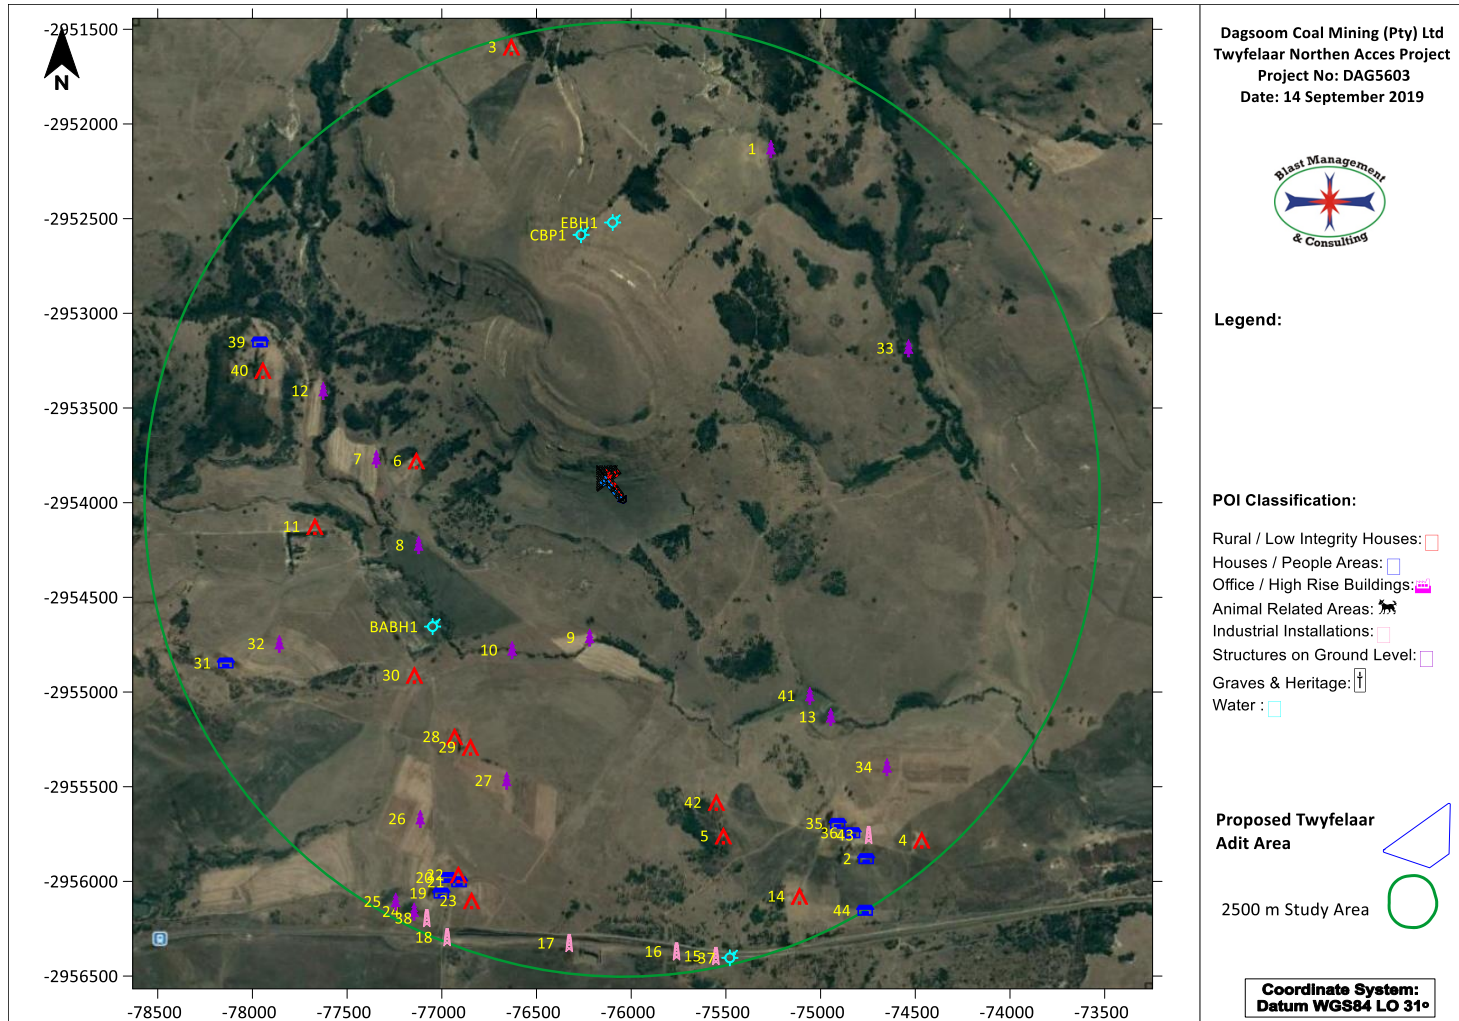 Dagsoom Coal Mining (Pty) Ltd
Twyfelaar Northen Acces Project
Project No: DAG5603
Date: 14 September 2019
Blast Management
& Consulting
Legend:
POI Classification:
Rural / Low Integrity Houses:
Houses / People Areas:
Office / High Rise Buildings:
Animal Related Areas:
Industrial Installations:
Structures on Ground Level:
Graves & Heritage:
Water :
Proposed Twyfelaar
Adit Area
2500 m Study Area
Coordinate System:
Datum WGS84 LO 31º
N
-2951500
-2952000
-2952500
-2953000
-2953500
-2954000
-2954500
-2955000
-2955500
-2956000
-2956500
-78500 -78000 -77500 -77000 -76500 -76000 -75500 -75000 -74500 -74000 -73500
3
1
EBH1
CBP1
39
33
40
12
7
6
11
8
BABH1
9
32
10
31
30
41
13
28
29
34
27
42
26
35
36
43
5
4
2
22
20
21
19
14
25
23
24
44
38
18
17
16
15
37